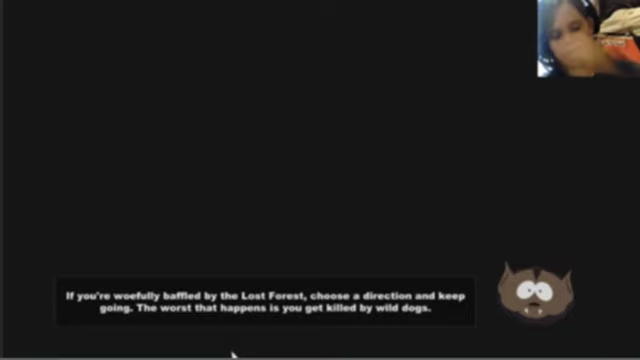 If you're woefully baffled by the Lost Forest, choose a direction and keep
going. The worst that happens is you get killed by wild dogs.